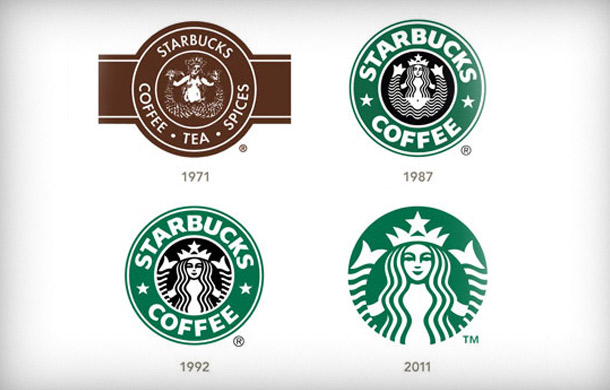 STARBUCKS
COFFEE • TEA • SPICES
®
1971
STARBUCKS
COFFEE
®
1987
STARBUCKS
COFFEE
®
1992
TM
2011